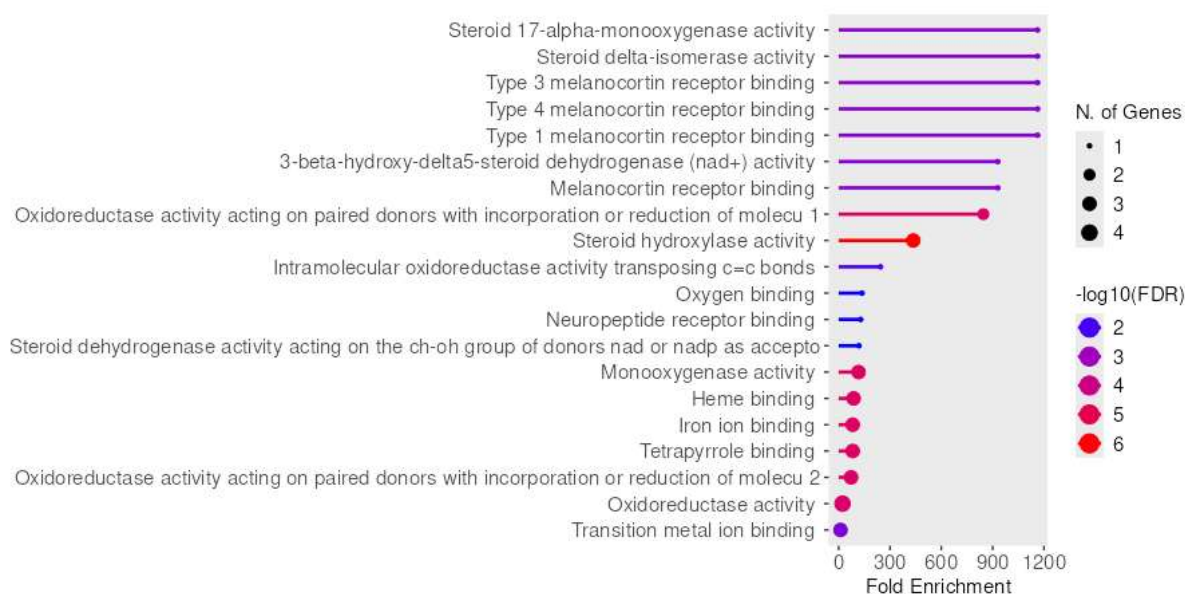 Steroid 17-alpha-monooxygenase activity
Steroid delta-isomerase activity
Type 3 melanocortin receptor binding
Type 4 melanocortin receptor binding
Type 1 melanocortin receptor binding
3-beta-hydroxy-delta5-steroid dehydrogenase (nad+) activity
Melanocortin receptor binding
Oxidoreductase activity acting on paired donors with incorporation or reduction of molecu 1
Steroid hydroxylase activity
Intramolecular oxidoreductase activity transposing c=c bonds
Oxygen binding
Neuropeptide receptor binding
Steroid dehydrogenase activity acting on the ch-oh group of donors nad or nadp as accepto
Monooxygenase activity
Heme binding
Iron ion binding
Tetrapyrrole binding
Oxidoreductase activity acting on paired donors with incorporation or reduction of molecu 2
Oxidoreductase activity
Transition metal ion binding
0 300 600 900 1200
Fold Enrichment
N. of Genes
1
2
3
4
-log10(FDR)
2
3
4
5
6